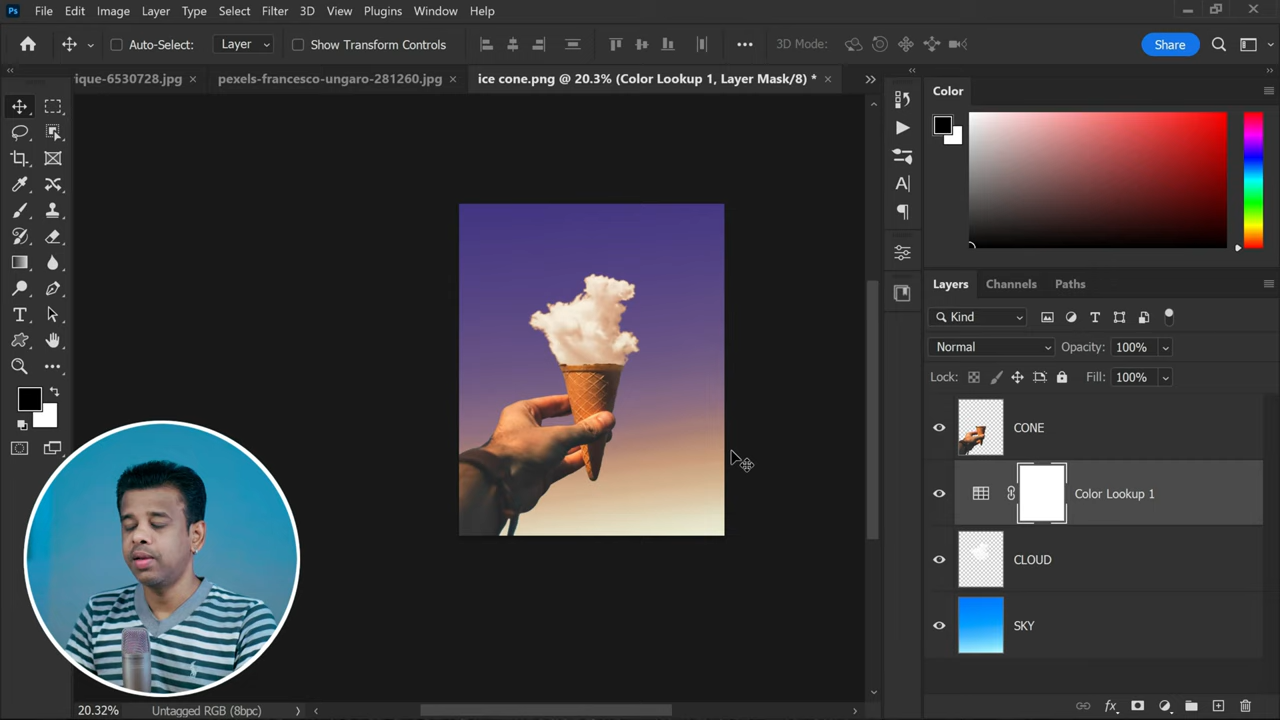 Ps File Edit Image Layer Type Select Filter 3D View Plugins Window Help
Auto-Select: Layer Show Transform Controls 3D Mode: Share
ique-6530728.jpg pexels-francesco-ungaro-281260.jpg ice cone.png @ 20.3% (Color Lookup 1, Layer Mask/8) *
Color
Layers Channels Paths
Kind
Normal Opacity: 100%
Lock: Fill: 100%
CONE
Color Lookup 1
CLOUD
SKY
20.32% Untagged RGB (8bpc)
fx